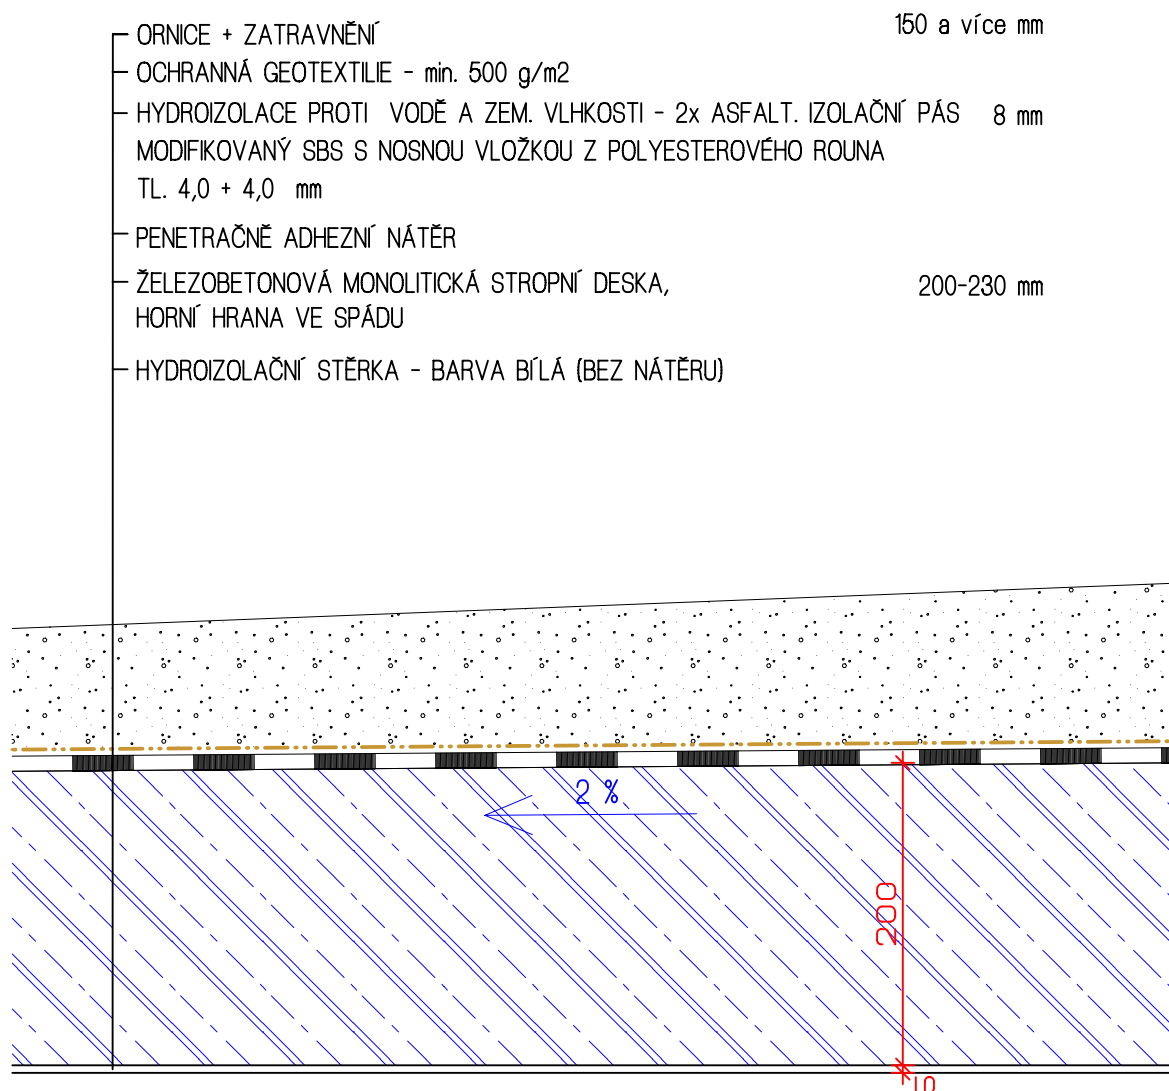 ORNICE + ZATRAVNĚNÍ 150 a více mm
OCHRANNÁ GEOTEXTILIE - min. 500 g/m2
HYDROIZOLACE PROTI VODĚ A ZEM. VLHKOSTI - 2x ASFALT. IZOLAČNÍ PÁS 8 mm
MODIFIKOVANÝ SBS S NOSNOU VLOŽKOU Z POLYESTEROVÉHO ROUNA
TL. 4,0 + 4,0 mm
PENETRAČNĚ ADHEZNÍ NÁTĚR
ŽELEZOBETONOVÁ MONOLITICKÁ STROPNÍ DESKA, 200-230 mm
HORNÍ HRANA VE SPÁDU
HYDROIZOLAČNÍ STĚRKA - BARVA BÍLÁ (BEZ NÁTĚRU)
2 %
200